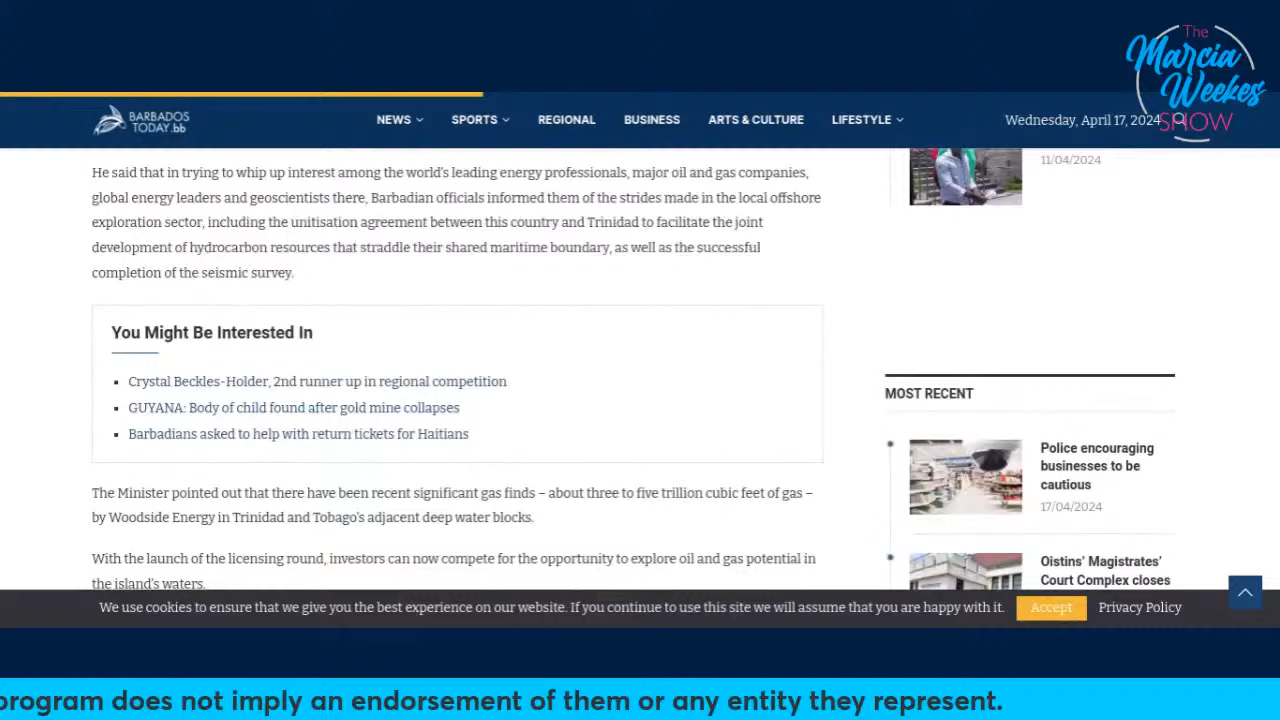 The
Marcia
Weekes
SHOW
BARBADOS
TODAY.bb
NEWS
SPORTS
REGIONAL
BUSINESS
ARTS & CULTURE
LIFESTYLE
Wednesday, April 17, 2024
He said that in trying to whip up interest among the world's leading energy professionals, major oil and gas companies,
global energy leaders and geoscientists there, Barbadian officials informed them of the strides made in the local offshore
exploration sector, including the unitisation agreement between this country and Trinidad to facilitate the joint
development of hydrocarbon resources that straddle their shared maritime boundary, as well as the successful
completion of the seismic survey.
You Might Be Interested In
Crystal Beckles-Holder, 2nd runner up in regional competition
GUYANA: Body of child found after gold mine collapses
Barbadians asked to help with return tickets for Haitians
The Minister pointed out that there have been recent significant gas finds – about three to five trillion cubic feet of gas –
by Woodside Energy in Trinidad and Tobago's adjacent deep water blocks.
With the launch of the licensing round, investors can now compete for the opportunity to explore oil and gas potential in
the island's waters.
11/04/2024
MOST RECENT
Police encouraging
businesses to be
cautious
17/04/2024
Oistins' Magistrates'
Court Complex closes
We use cookies to ensure that we give you the best experience on our website. If you continue to use this site we will assume that you are happy with it.
Accept
Privacy Policy
program does not imply an endorsement of them or any entity they represent.